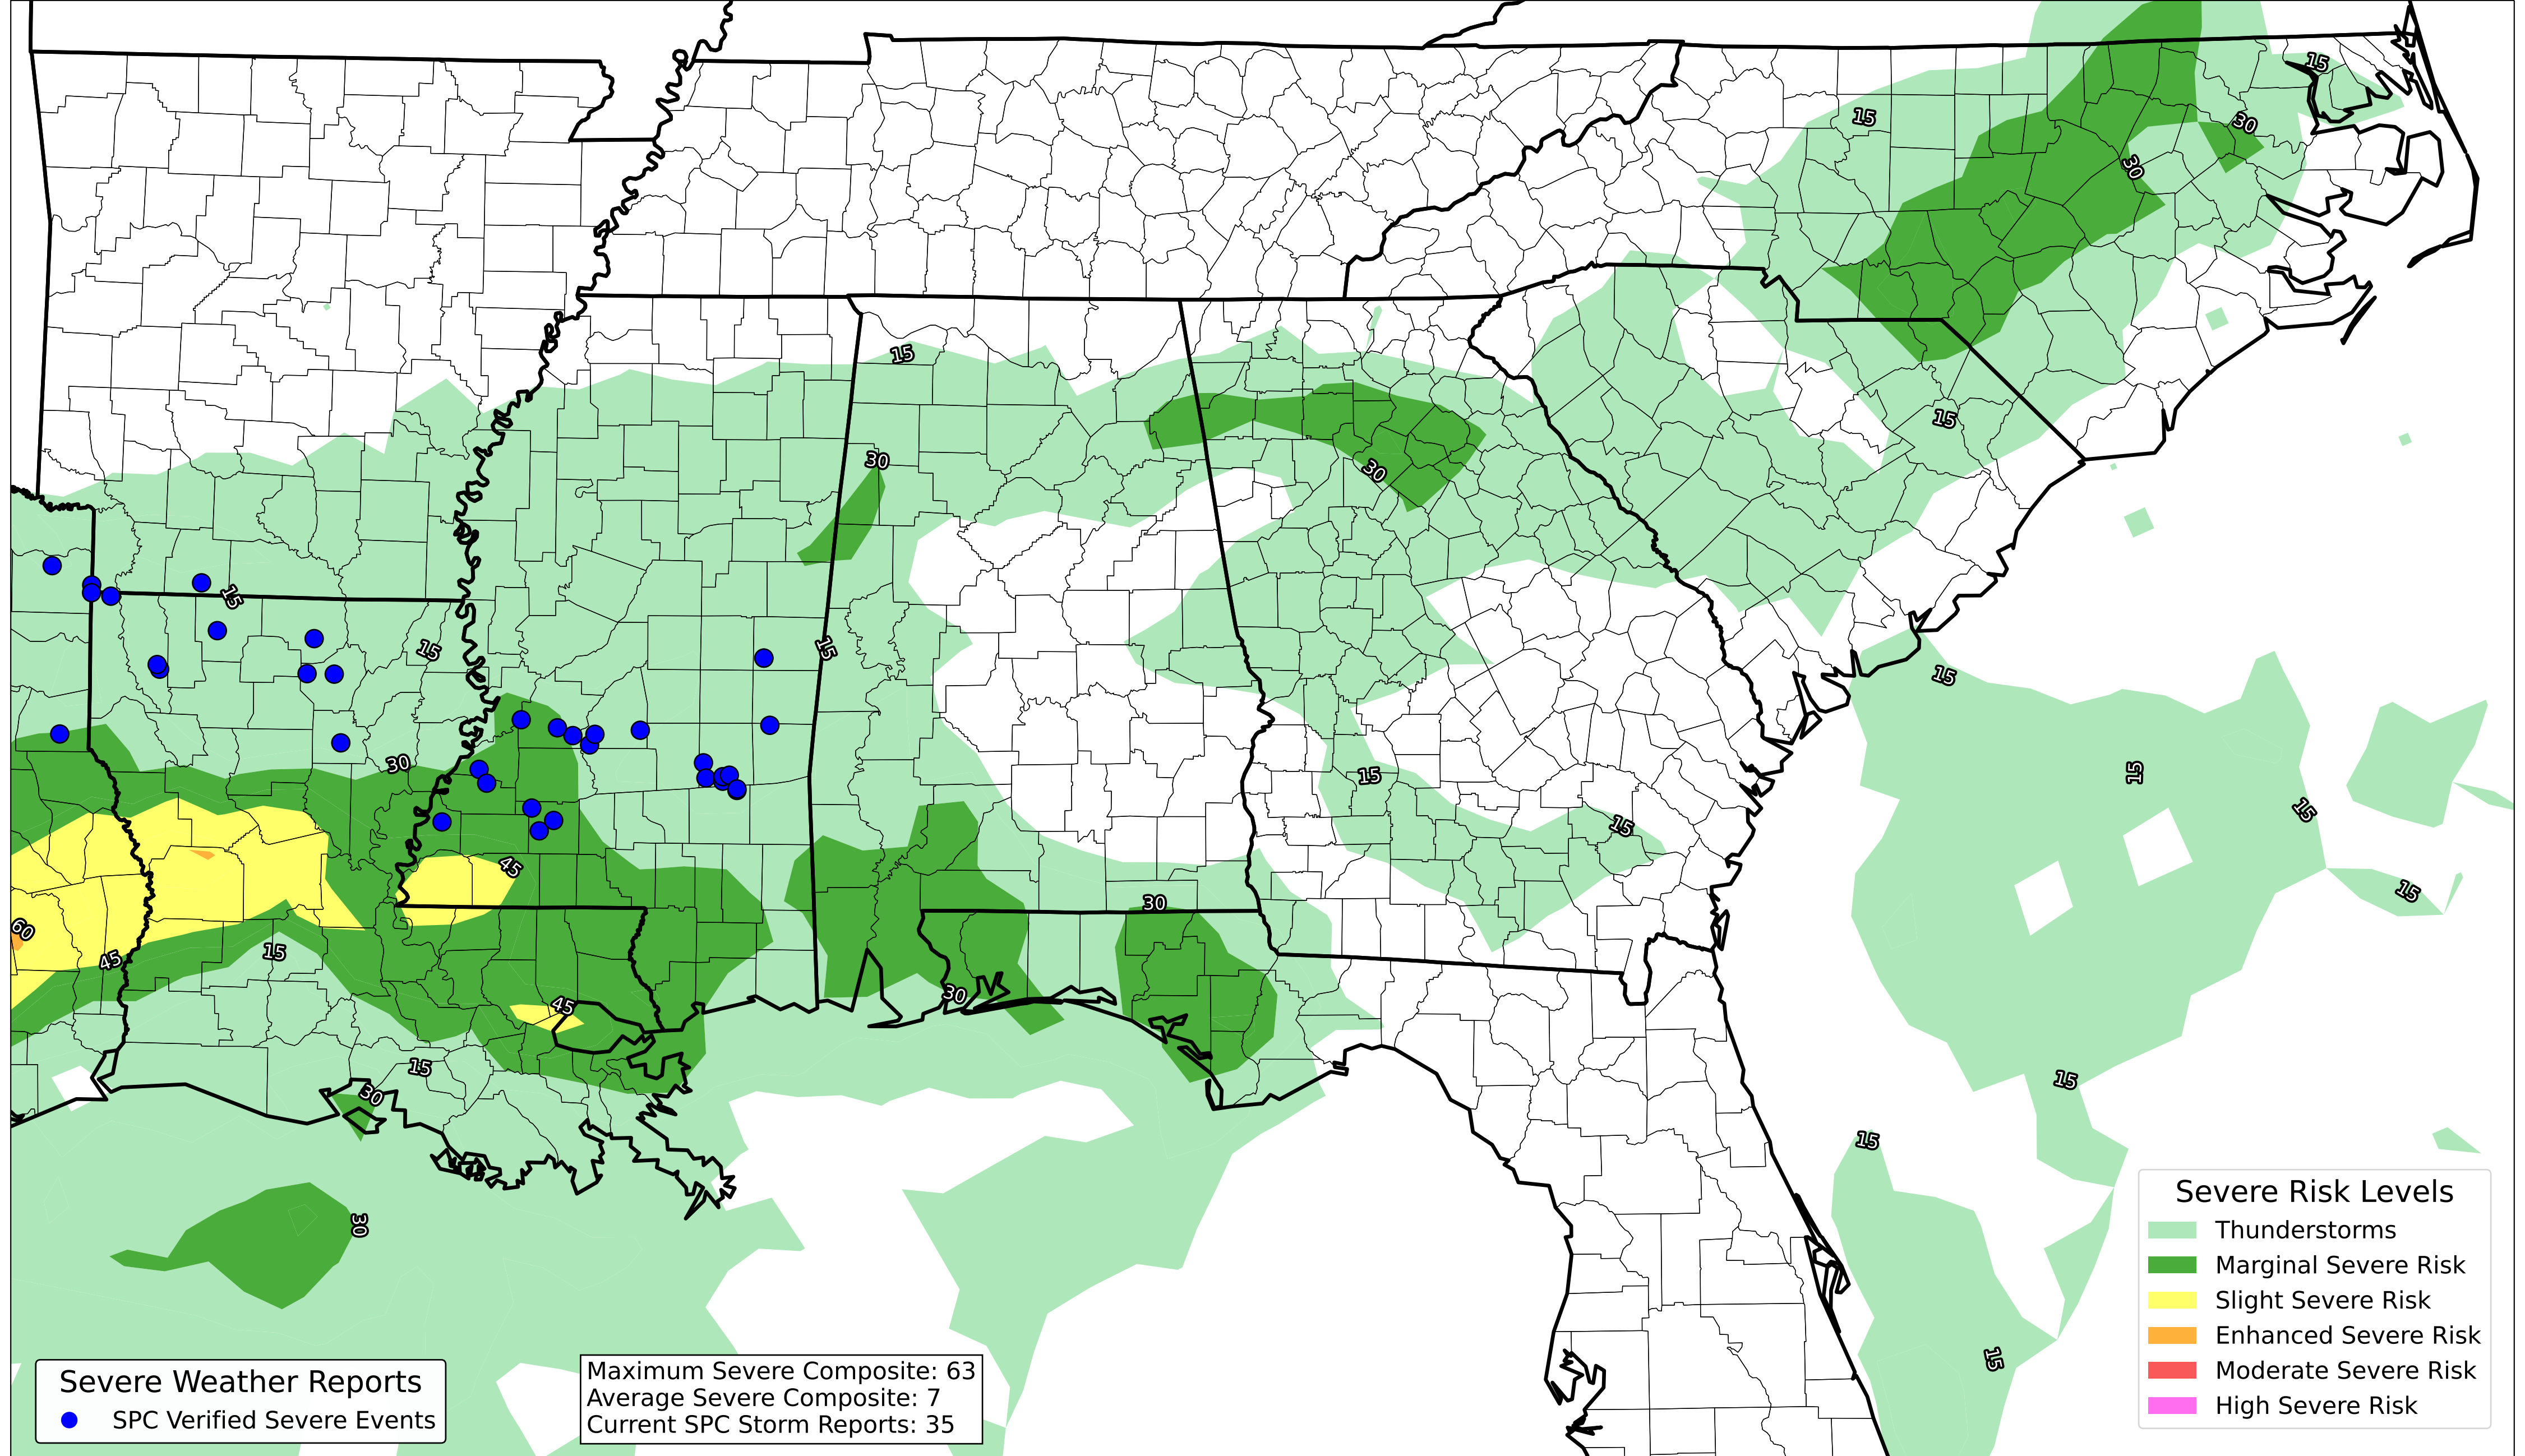 15
15
30
30
15
30
30
15
15
15
15
15
30
15
15
15
15
15
45
30
15
60
15
45
30
45
15
15
30
15
30
15
Severe Risk Levels
Thunderstorms
Marginal Severe Risk
Slight Severe Risk
Enhanced Severe Risk
Moderate Severe Risk
High Severe Risk
Severe Weather Reports
SPC Verified Severe Events
Maximum Severe Composite: 63
Average Severe Composite: 7
Current SPC Storm Reports: 35